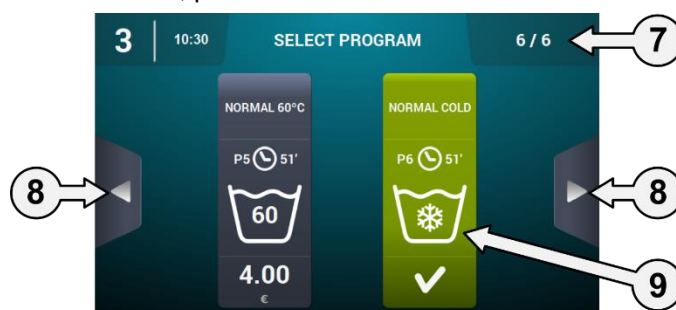 3 10:30 SELECT PROGRAM 6 / 6 7
NORMAL 60ºC NORMAL COLD
P5 51' P6 51'
8 8
60
4.00
€
9